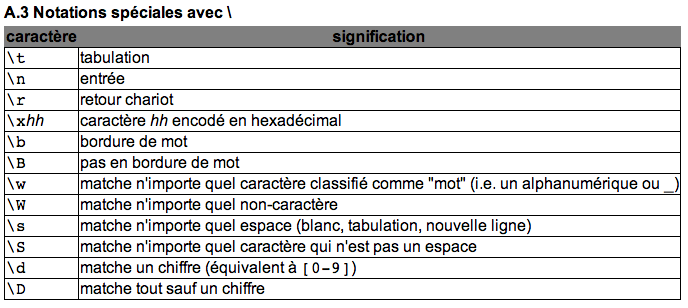 A.3 Notations spéciales avec \
caractère signification
\t tabulation
\n entrée
\r retour chariot
\xhh caractère hh encodé en hexadécimal
\b bordure de mot
\B pas en bordure de mot
\w matche n'importe quel caractère classifié comme "mot" (i.e. un alphanumérique ou _)
\W matche n'importe quel non-caractère
\s matche n'importe quel espace (blanc, tabulation, nouvelle ligne)
\S matche n'importe quel caractère qui n'est pas un espace
\d matche un chiffre (équivalent à [0-9])
\D matche tout sauf un chiffre